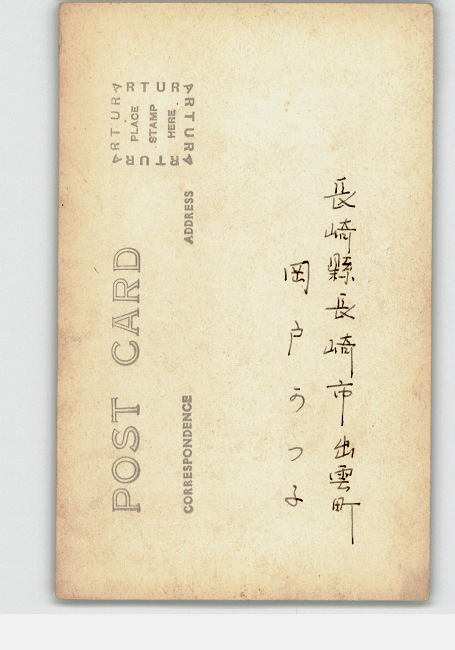 長崎縣長崎市出雲町
岡戸うつ子
POST CARD
CORRESPONDENCE
ADDRESS
PLACE
STAMP
HERE
ARTURA
ARTURA
ARTURA
ARTURA